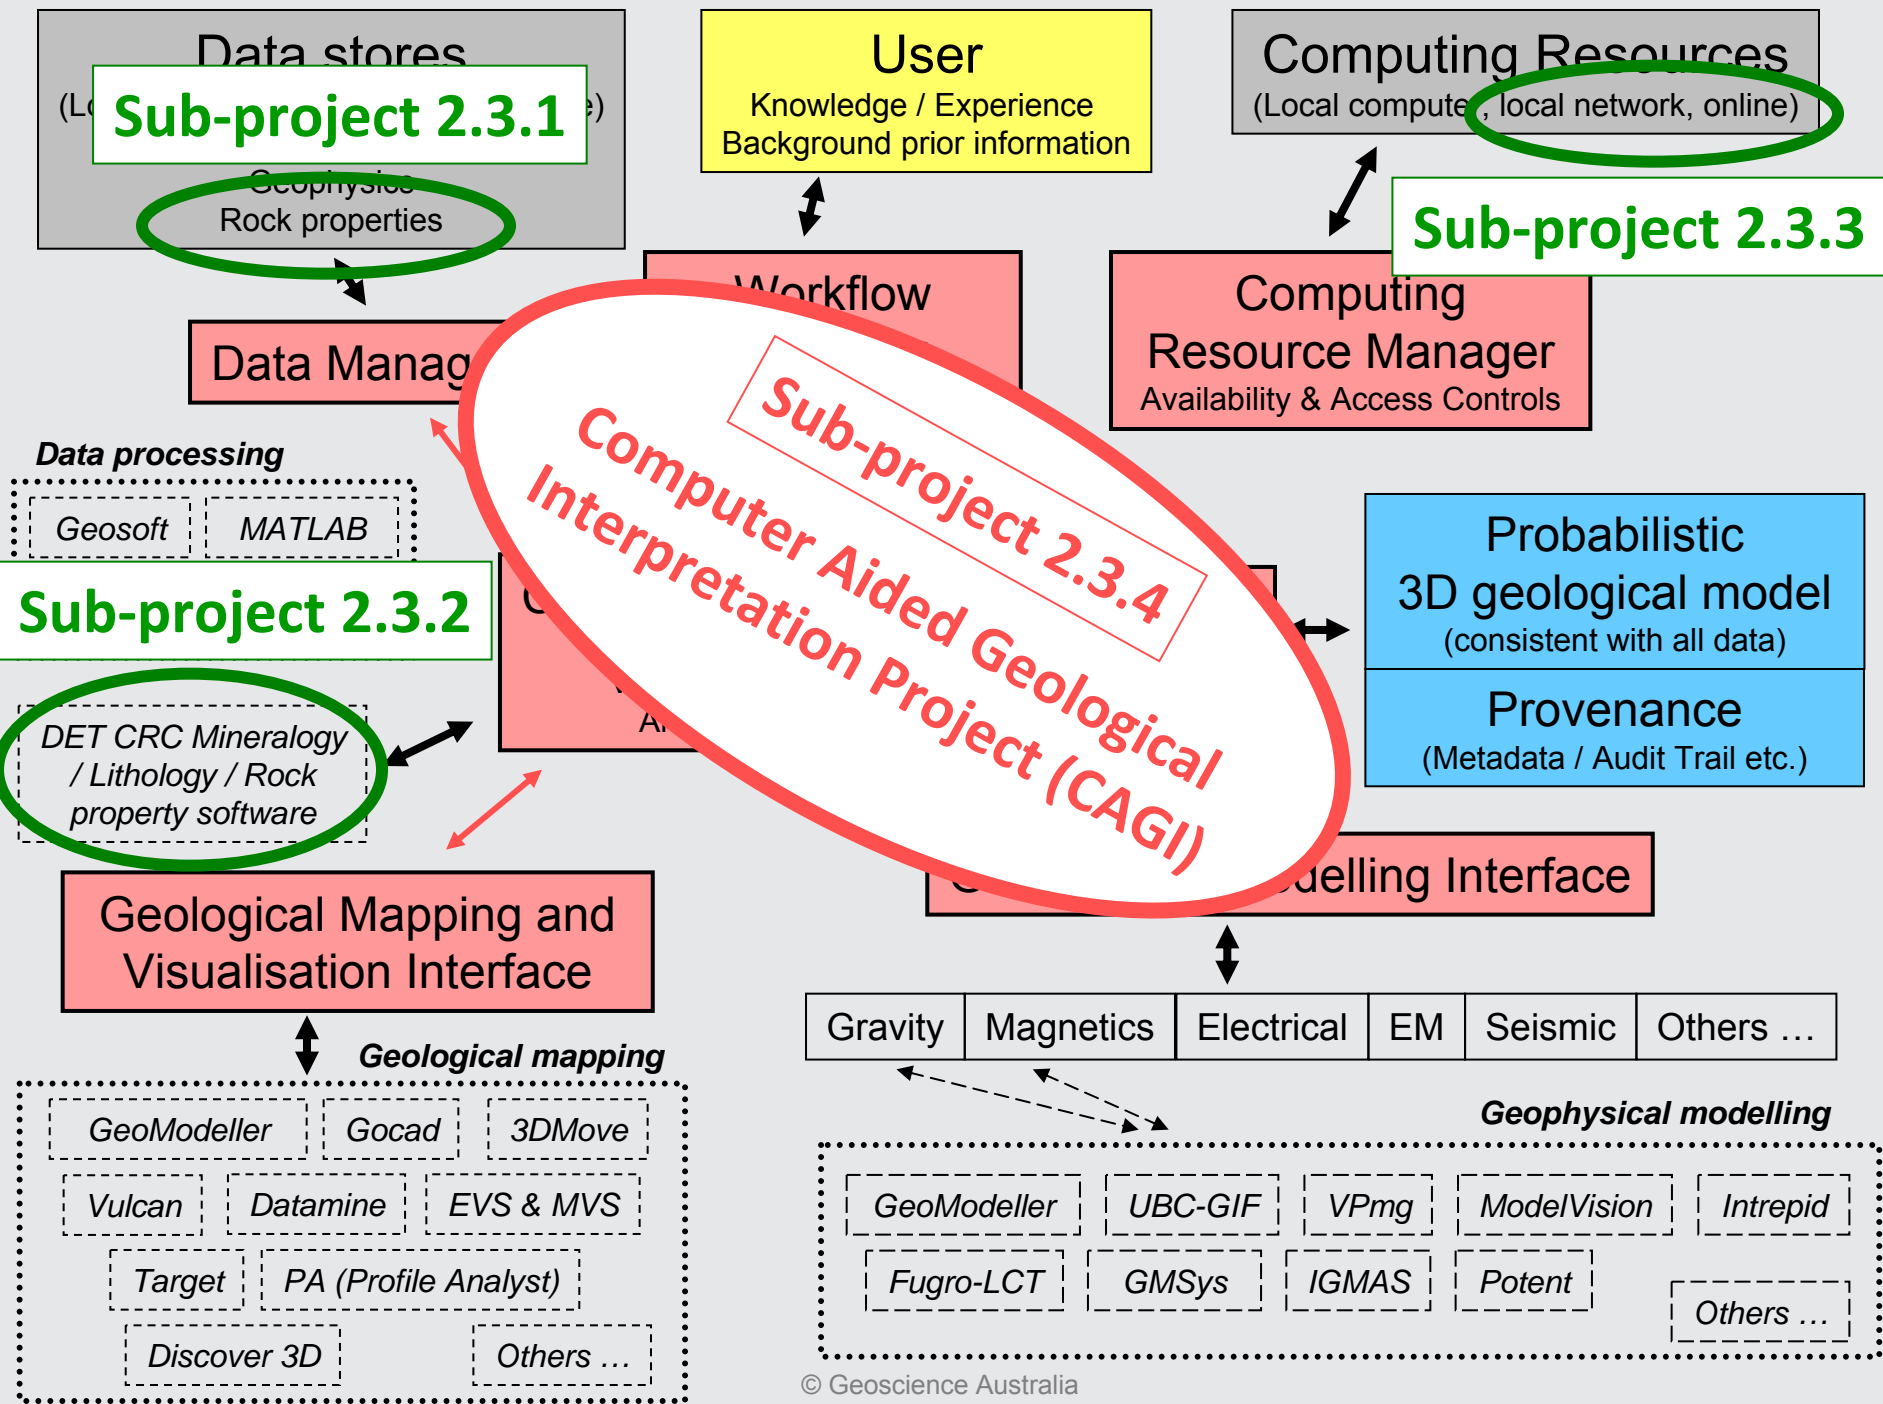 Data stores
Sub-project 2.3.1
Geophysics
Rock properties
User
Knowledge / Experience
Background prior information
Computing Resources
(Local computer, local network, online)
Sub-project 2.3.3
Workflow
Computing
Resource Manager
Availability & Access Controls
Data Manag
Sub-project 2.3.4
Computer Aided Geological
Interpretation Project (CAGI)
Data processing
Geosoft
MATLAB
Sub-project 2.3.2
DET CRC Mineralogy
/ Lithology / Rock
property software
Probabilistic
3D geological model
(consistent with all data)
Provenance
(Metadata / Audit Trail etc.)
Geological Mapping and
Visualisation Interface
delling Interface
Gravity
Magnetics
Electrical
EM
Seismic
Others …
Geological mapping
GeoModeller
Gocad
3DMove
Vulcan
Datamine
EVS & MVS
Target
PA (Profile Analyst)
Discover 3D
Others …
Geophysical modelling
GeoModeller
UBC-GIF
VPmg
ModelVision
Intrepid
Fugro-LCT
GMSys
IGMAS
Potent
Others …
© Geoscience Australia